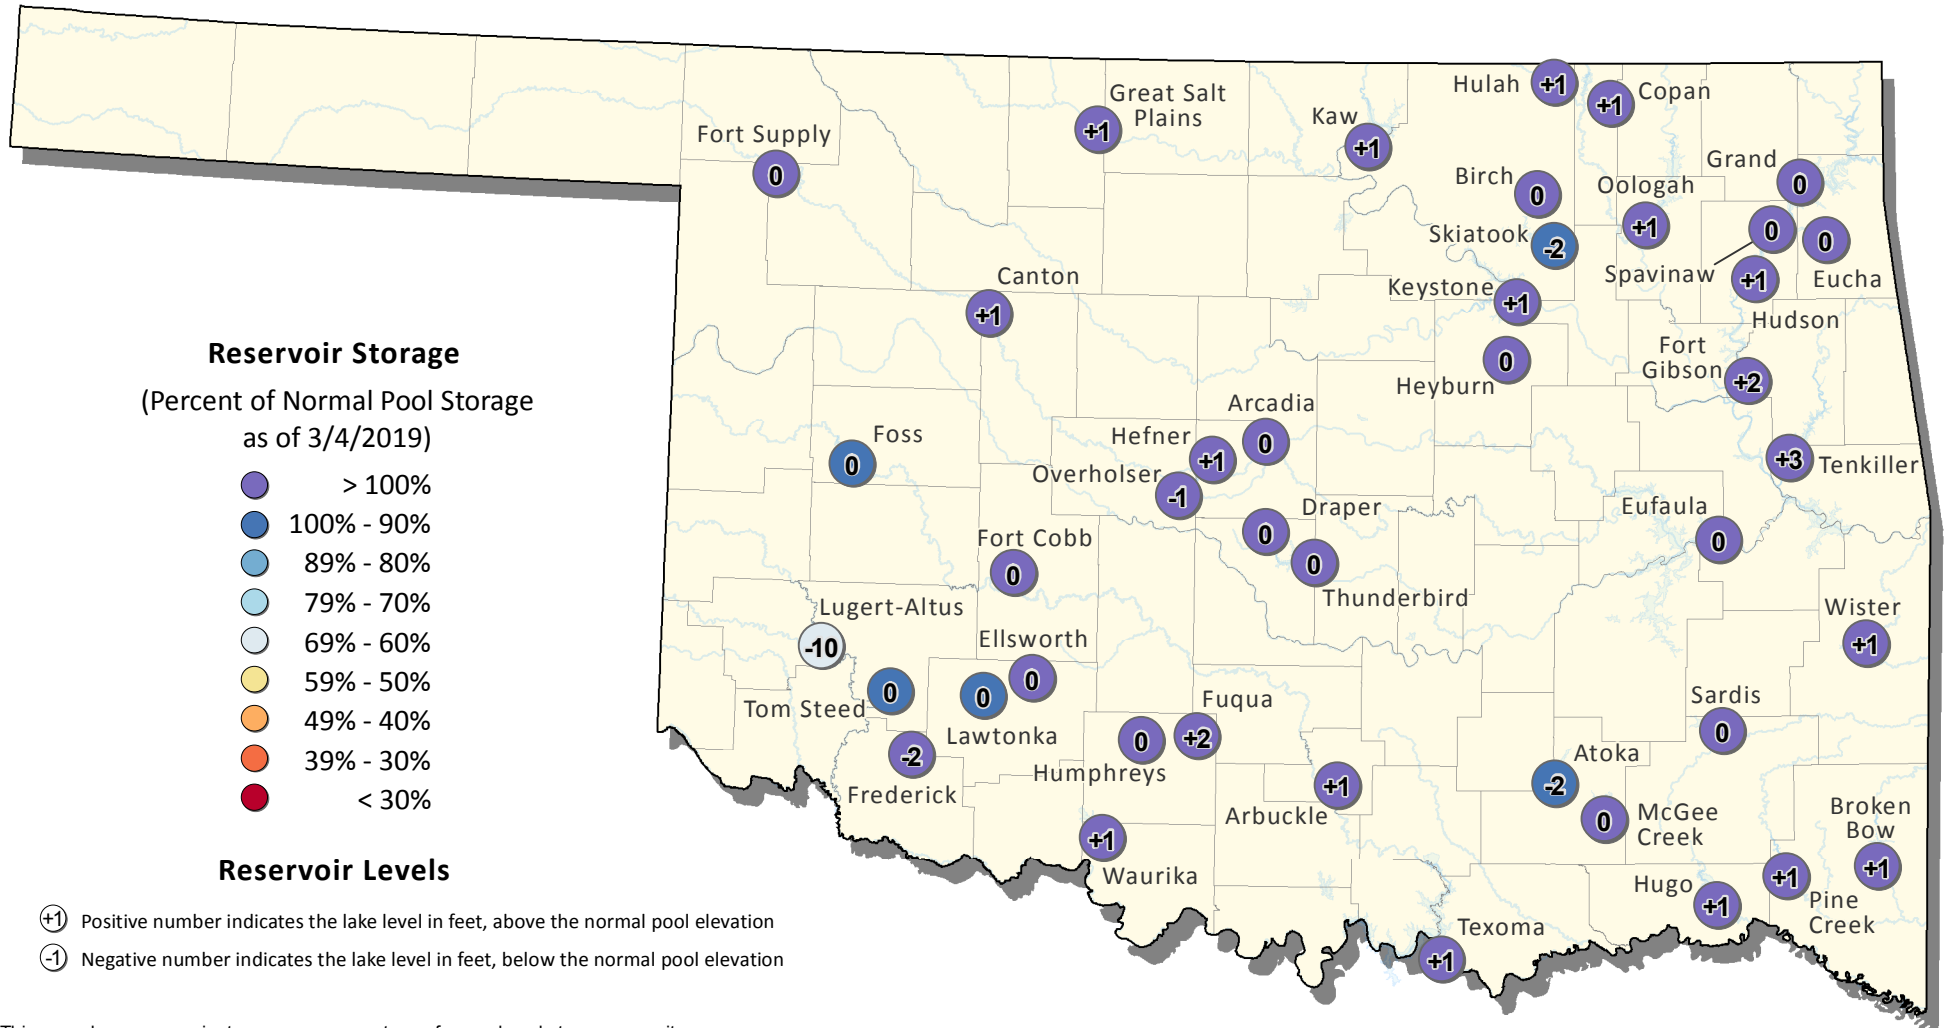 Hulah
+1
+1
Copan
Great Salt
Plains
+1
Kaw
+1
Fort Supply
0
Grand
0
Birch
0
Oologah
+1
Skiatook
-2
0
0
Spavinaw
+1
Eucha
Hudson
Canton
+1
Keystone
+1
Heyburn
0
Fort
Gibson
+2
Arcadia
0
Hefner
+1
Overholser
-1
Foss
0
+3
Tenkiller
Draper
0
0
Thunderbird
Eufaula
0
Fort Cobb
0
Lugert-Altus
-10
Ellsworth
0
Wister
+1
Tom Steed
0
0
Lawtonka
Fuqua
+2
0
Humphreys
Sardis
0
-2
Frederick
Atoka
-2
+1
Arbuckle
0
McGee
Creek
Broken
Bow
+1
+1
Waurika
Hugo
+1
+1
Pine
Creek
Texoma
+1
Reservoir Storage
(Percent of Normal Pool Storage
as of 3/4/2019)
> 100%
100% - 90%
89% - 80%
79% - 70%
69% - 60%
59% - 50%
49% - 40%
39% - 30%
< 30%
Reservoir Levels
+1 Positive number indicates the lake level in feet, above the normal pool elevation
-1 Negative number indicates the lake level in feet, below the normal pool elevation